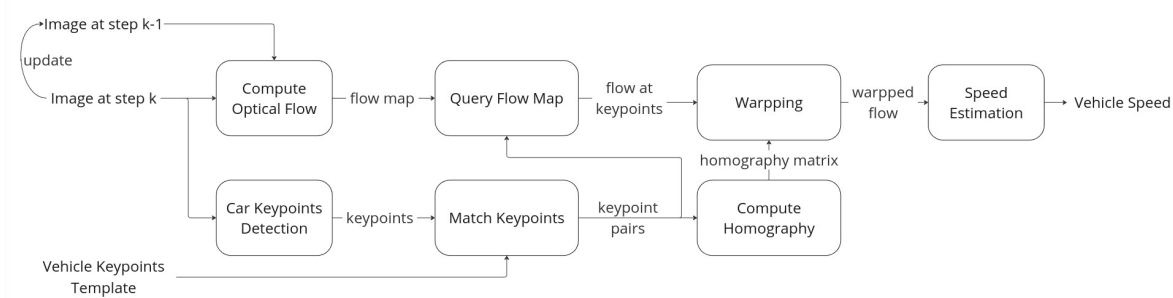 Image at step k-1
update
Image at step k
Compute
Optical Flow
flow map
Query Flow Map
flow at
keypoints
Warpping
warpped
flow
Speed
Estimation
Vehicle Speed
homography matrix
Car Keypoints
Detection
keypoints
Match Keypoints
keypoint
pairs
Compute
Homography
Vehicle Keypoints
Template